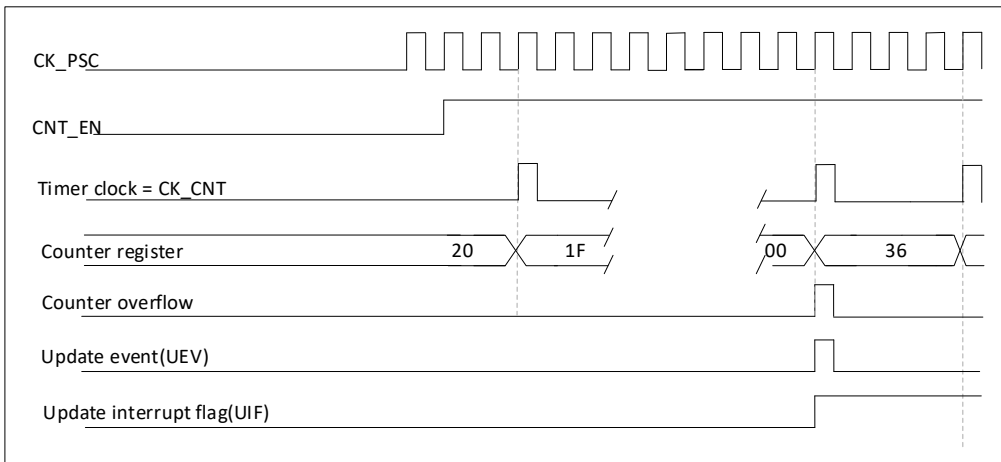 CK_PSC
CNT_EN
Timer clock = CK_CNT
Counter register 20 1F 00 36
Counter overflow
Update event(UEV)
Update interrupt flag(UIF)